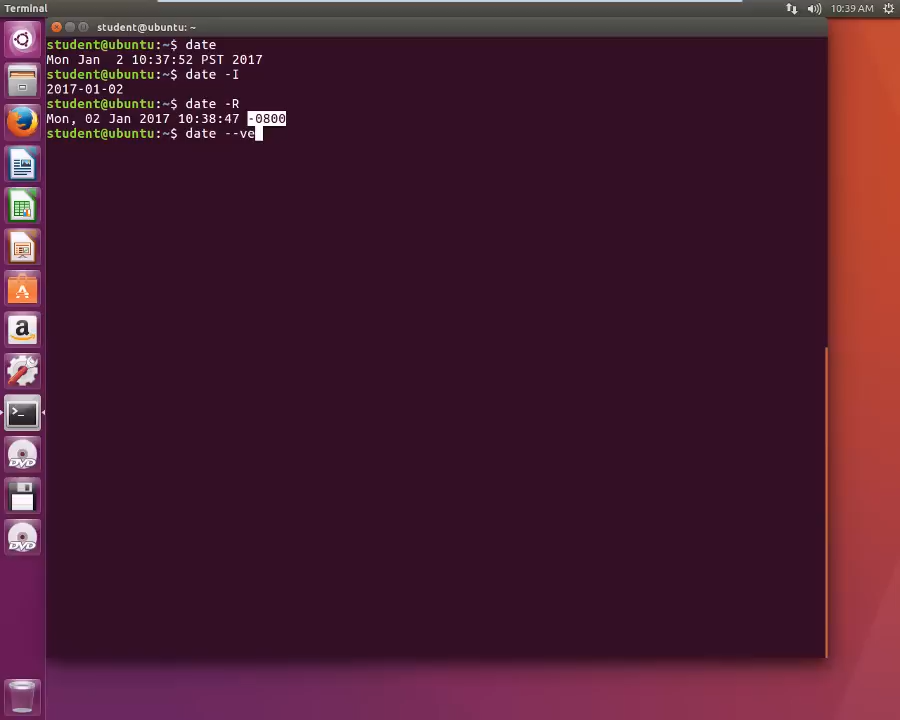 Terminal
10:39 AM
student@ubuntu: ~
student@ubuntu:~$ date
Mon Jan  2 10:37:52 PST 2017
student@ubuntu:~$ date -I
2017-01-02
student@ubuntu:~$ date -R
Mon, 02 Jan 2017 10:38:47 -0800
student@ubuntu:~$ date --ve
a
>_
DVD
DVD